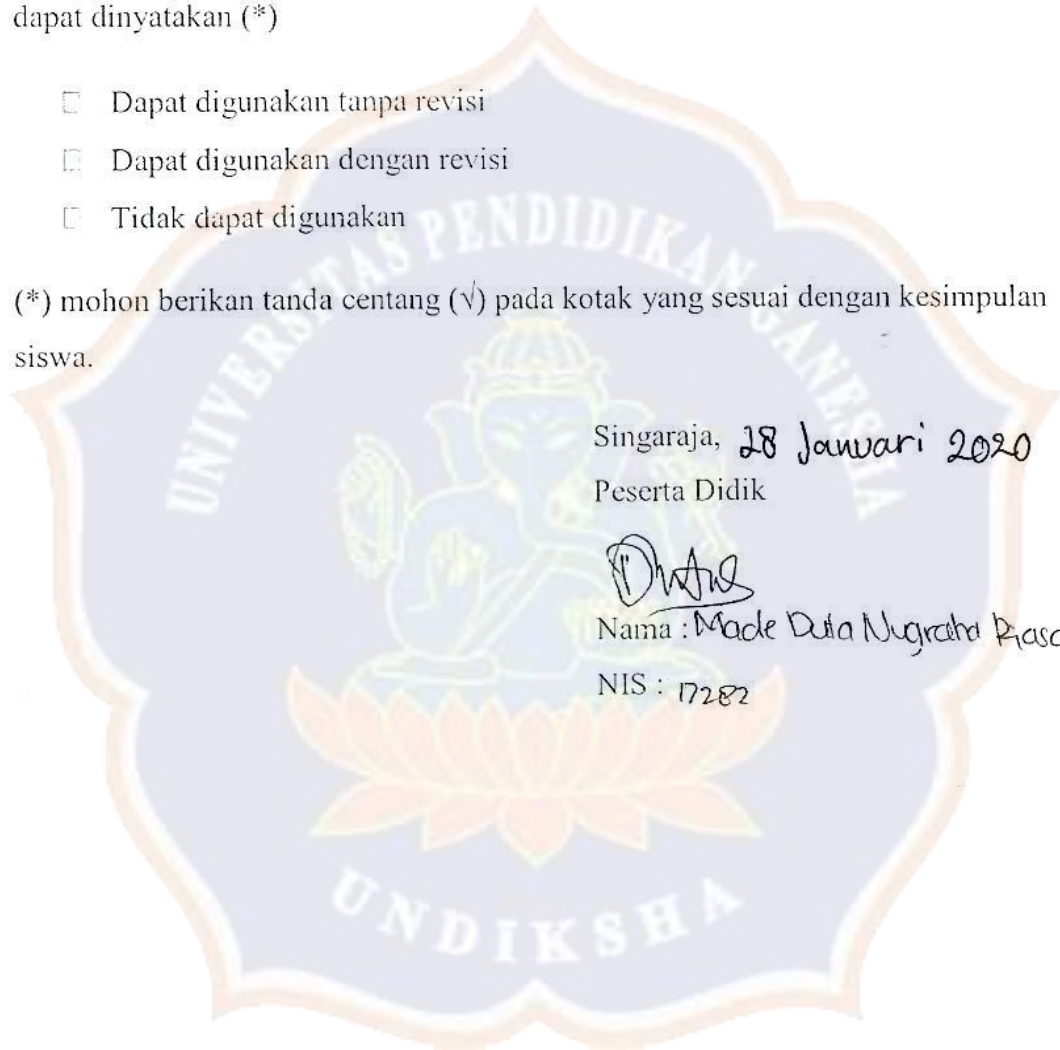 dapat dinyatakan (*)
□ Dapat digunakan tanpa revisi
□ Dapat digunakan dengan revisi
□ Tidak dapat digunakan
(*) mohon berikan tanda centang (√) pada kotak yang sesuai dengan kesimpulan
siswa.
UNIVERSITAS PENDIDIKAN GANESHA
Singaraja, 28 Januari 2020
Peserta Didik
Nama : Made Duta Nugraha
NIS : 17282
UNDIKSHA